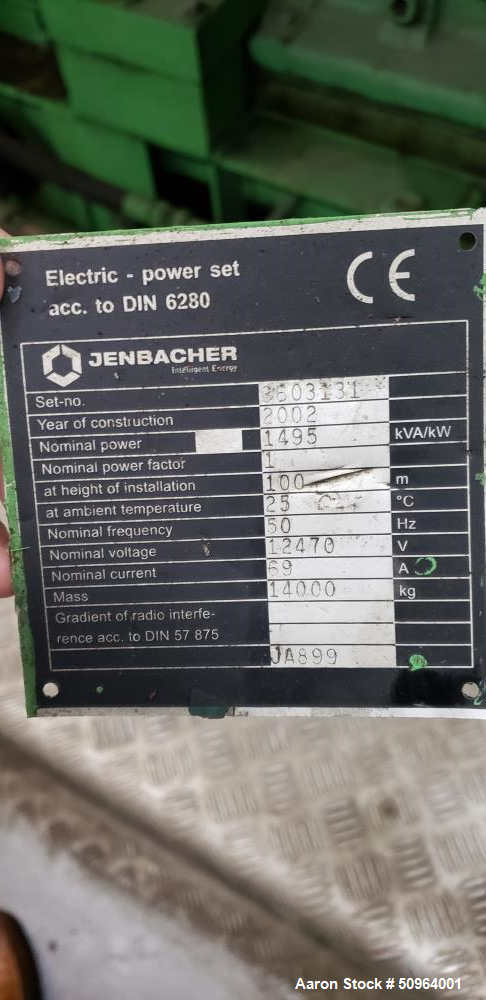 Electric - power set
acc. to DIN 6280
CE
JENBACHER
Intelligent Energy
Set-no. 3603131
Year of construction 2002
Nominal power 1495 kVA/kW
Nominal power factor 1
at height of installation 100 m
at ambient temperature 25 °C
Nominal frequency 50 Hz
Nominal voltage 12470 V
Nominal current 69 A
Mass 14000 kg
Gradient of radio interfe-
rence acc. to DIN 57 875
JA899
Aaron Stock # 50964001